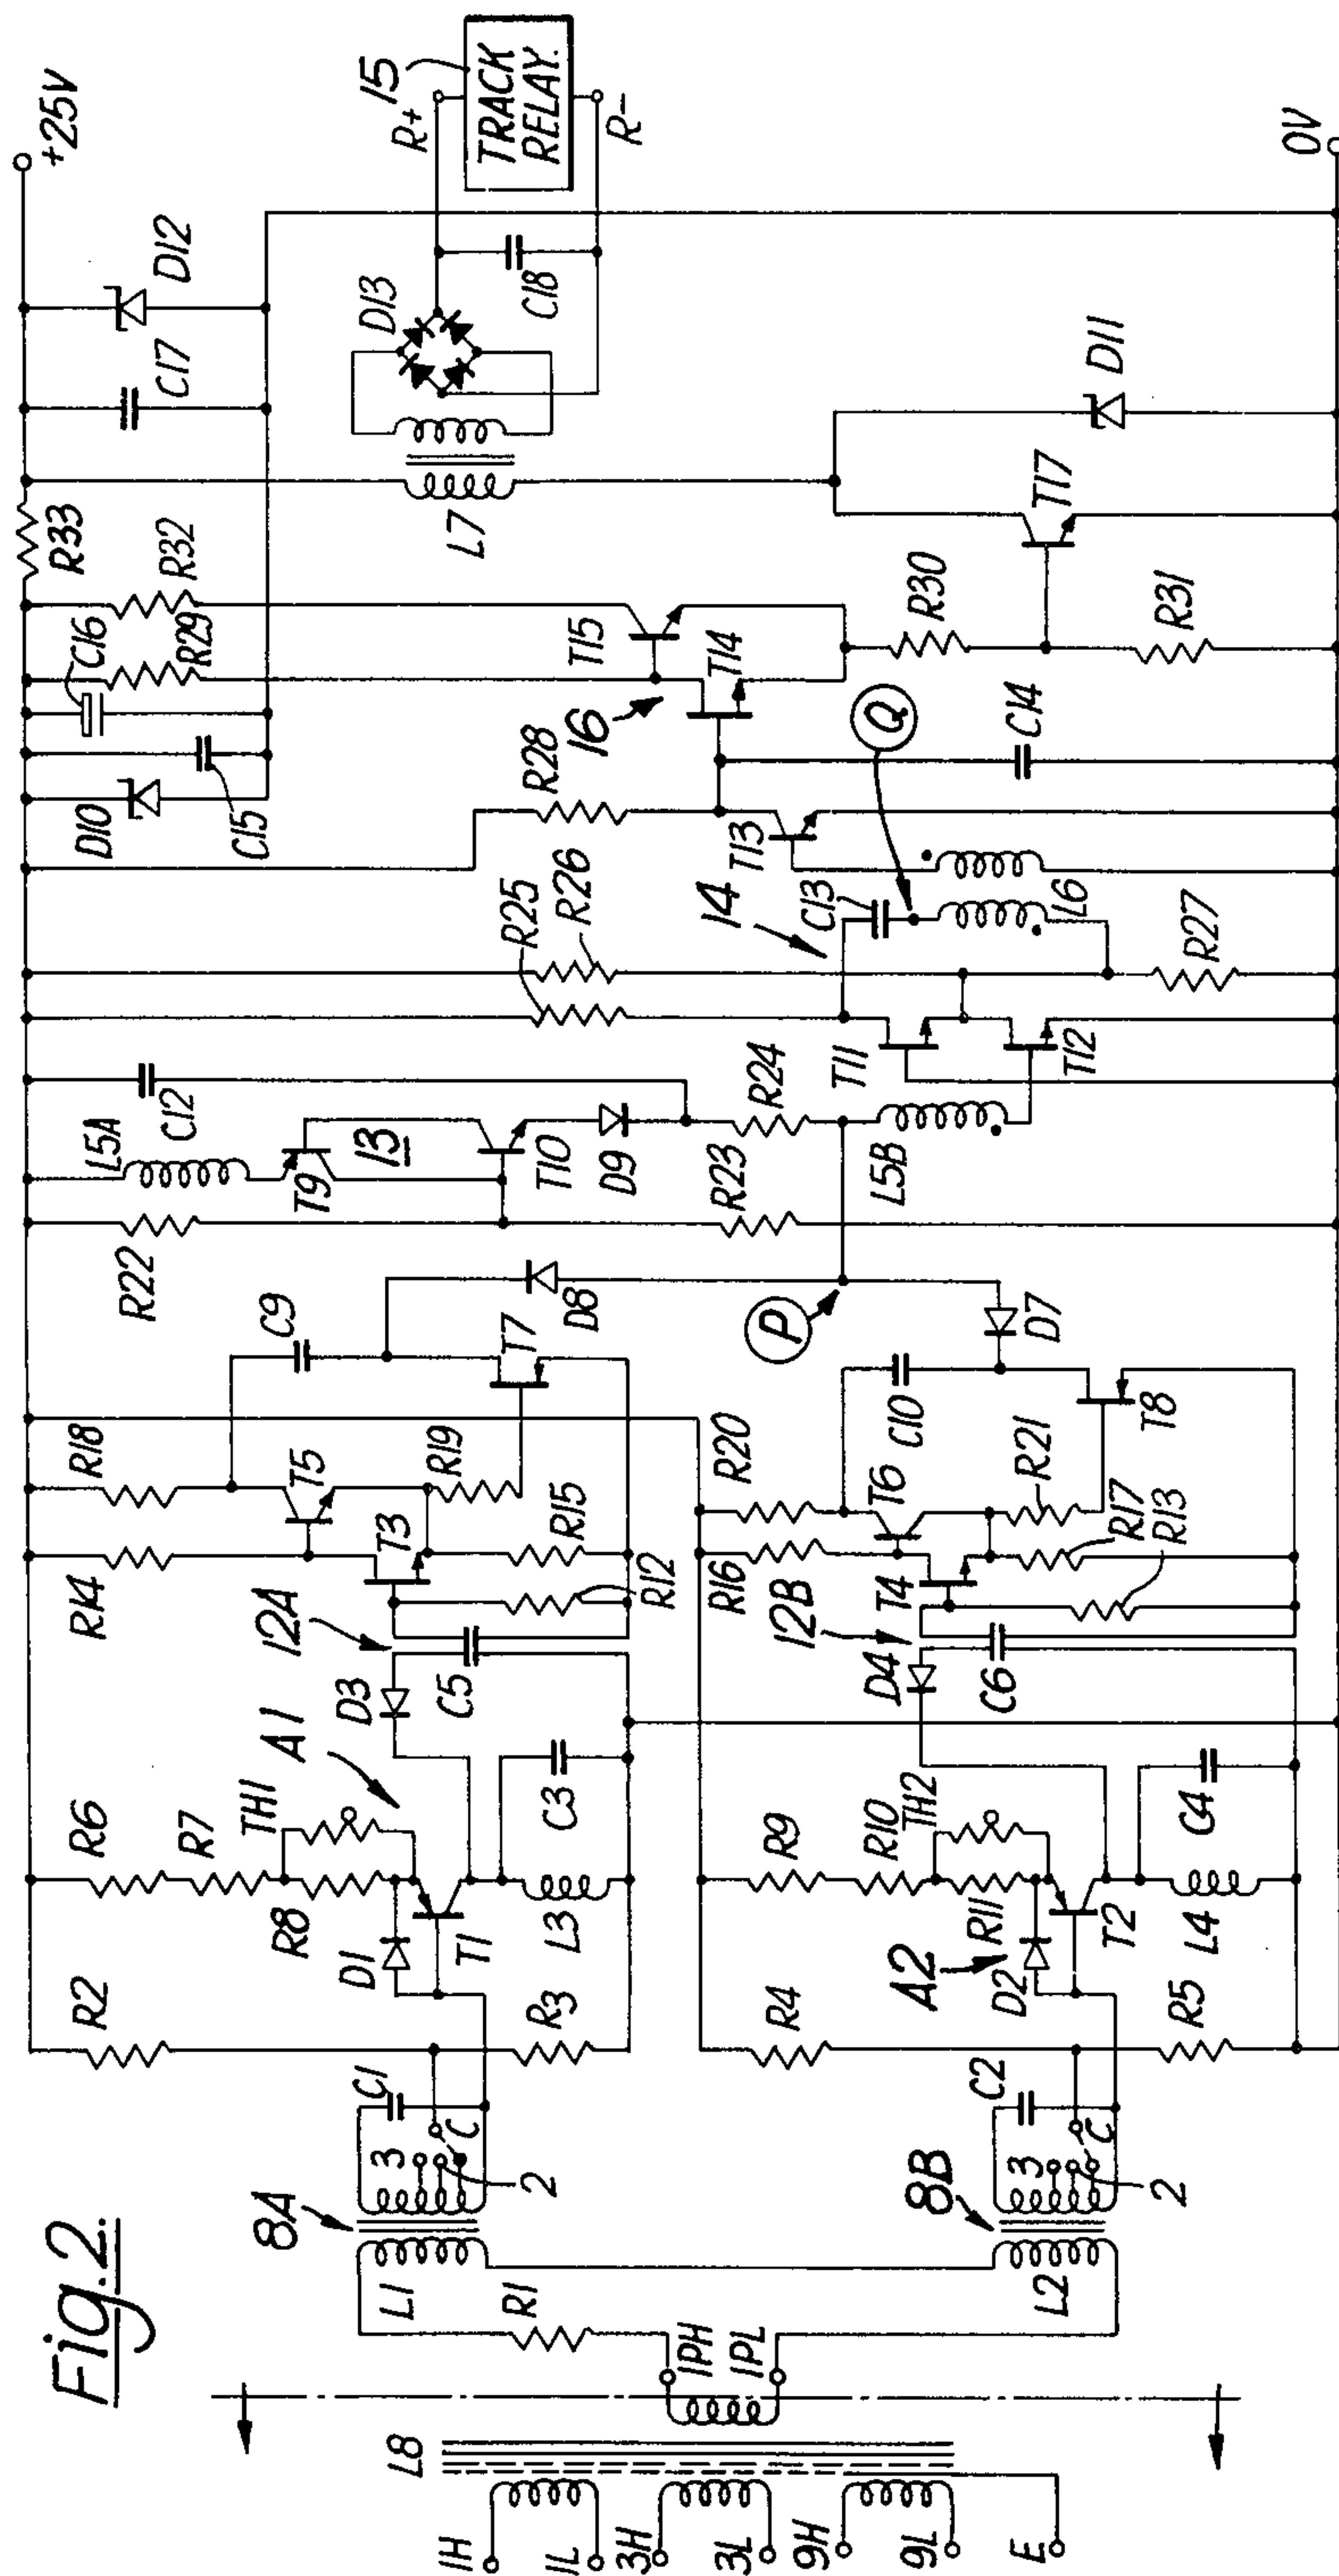 Fig.2.
+25V
0V
15
R+
TRACK
RELAY.
R-
D12
C17
D13
C18
D11
R33
R32
L7
T17
R30
R31
C16
R29
T15
T14
16
Q
C14
D10
C15
R28
T13
R25
R26
14
C13
L6
R27
L5A
C12
T9
13
T10
D9
R24
R23
T11
T12
L5B
R22
C9
D8
P
D7
T7
C10
T8
R18
T5
R19
R20
T6
R21
R14
T3
R15
R12
R16
T4
R17
R13
12A
12B
D3
C5
D4
C6
A1
C3
R6
R7
TH1
R8
D1
T1
L3
R9
R10
TH2
R11
A2
D2
T2
L4
C4
R2
R3
R4
R5
C1
C
3
2
8A
C2
C
3
2
8B
L1
R1
L2
1PH
1PL
L8
1H
1L
3H
3L
9H
9L
E